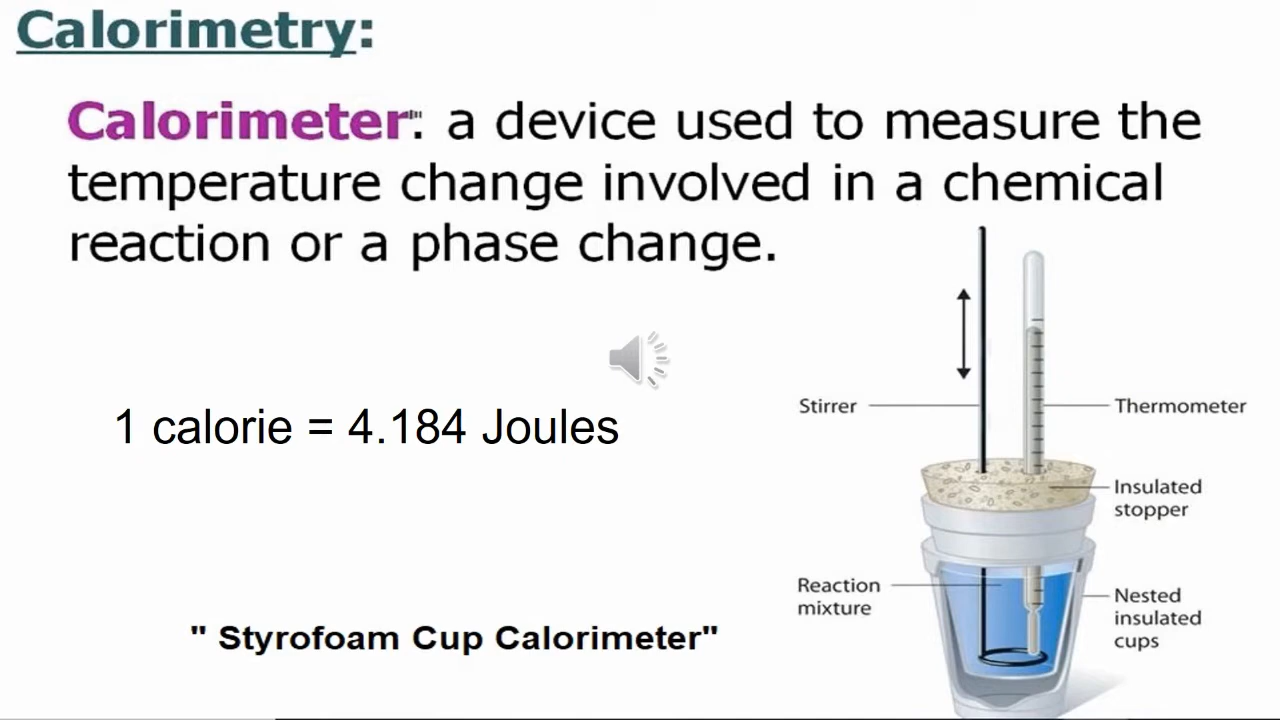 Calorimetry:
Calorimeter: a device used to measure the
temperature change involved in a chemical
reaction or a phase change.
1 calorie = 4.184 Joules
Stirrer
Thermometer
Insulated
stopper
Reaction
mixture
Nested
insulated
cups
" Styrofoam Cup Calorimeter"